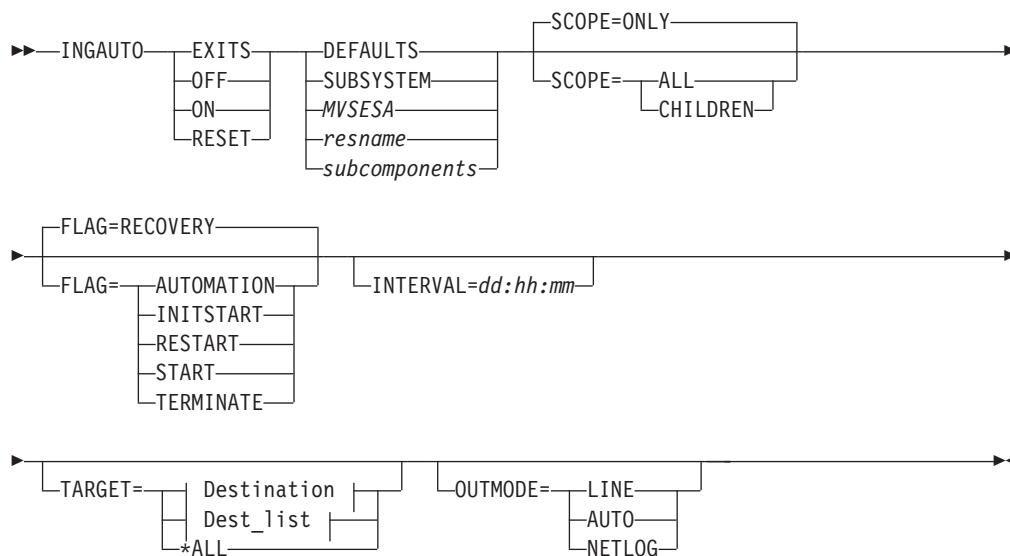 SCOPE=ONLY
INGAUTO EXITS DEFAULTS
OFF SUBSYSTEM SCOPE= ALL
ON MVSESA CHILDREN
RESET resname
subcomponents
FLAG=RECOVERY
FLAG= AUTOMATION INTERVAL=dd:hh:mm
INITSTART
RESTART
START
TERMINATE
TARGET= Destination OUTMODE= LINE
Dest_list AUTO
*ALL NETLOG